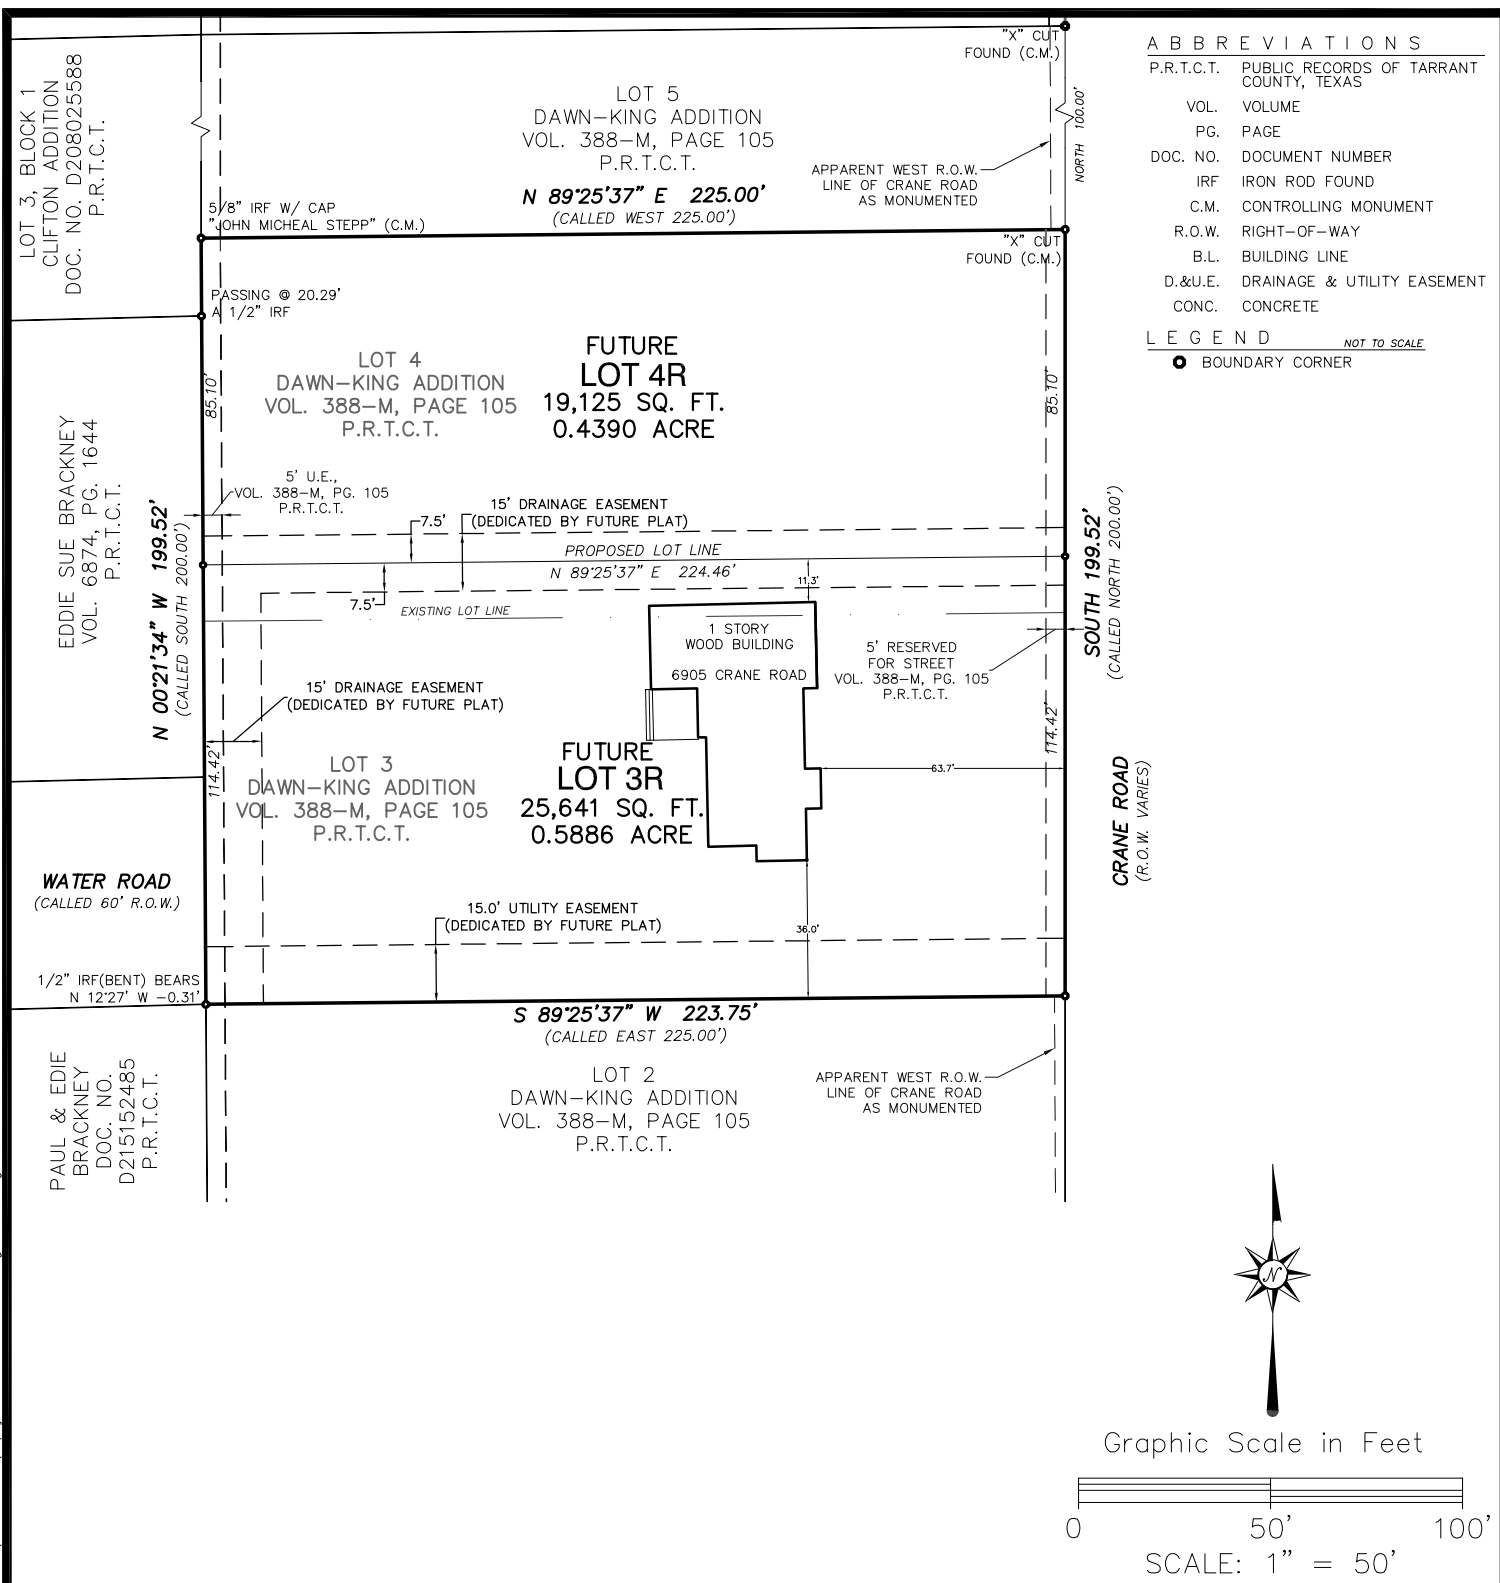 LOT 3, BLOCK 1
CLIFTON ADDITION
DOC. NO. D208025588
P.R.T.C.T.
LOT 5
DAWN-KING ADDITION
VOL. 388-M, PAGE 105
P.R.T.C.T.
N 89°25'37" E 225.00'
(CALLED WEST 225.00')
"X" CUT
FOUND (C.M.)
NORTH 100.00'
APPARENT WEST R.O.W.
LINE OF CRANE ROAD
AS MONUMENTED
5/8" IRF W/ CAP
"JOHN MICHEAL STEPP" (C.M.)
"X" CUT
FOUND (C.M.)
PASSING @ 20.29'
A 1/2" IRF
ABBREVIATIONS
P.R.T.C.T. PUBLIC RECORDS OF TARRANT
COUNTY, TEXAS
VOL. VOLUME
PG. PAGE
DOC. NO. DOCUMENT NUMBER
IRF IRON ROD FOUND
C.M. CONTROLLING MONUMENT
R.O.W. RIGHT-OF-WAY
B.L. BUILDING LINE
D.&U.E. DRAINAGE & UTILITY EASEMENT
CONC. CONCRETE
LEGEND NOT TO SCALE
BOUNDARY CORNER
LOT 4
DAWN-KING ADDITION
VOL. 388-M, PAGE 105
P.R.T.C.T.
FUTURE
LOT 4R
19,125 SQ. FT.
0.4390 ACRE
85.10'
85.10'
EDDIE SUE BRACKNEY
VOL. 6874, PG. 1644
P.R.T.C.T.
N 00°21'34" W 199.52'
(CALLED SOUTH 200.00')
5' U.E.,
VOL. 388-M, PG. 105
P.R.T.C.T.
7.5'
15' DRAINAGE EASEMENT
(DEDICATED BY FUTURE PLAT)
PROPOSED LOT LINE
N 89°25'37" E 224.46'
11.3'
7.5'
EXISTING LOT LINE
SOUTH 199.52'
(CALLED NORTH 200.00')
1 STORY
WOOD BUILDING
6905 CRANE ROAD
5' RESERVED
FOR STREET
VOL. 388-M, PG. 105
P.R.T.C.T.
15' DRAINAGE EASEMENT
(DEDICATED BY FUTURE PLAT)
114.42'
114.42'
LOT 3
DAWN-KING ADDITION
VOL. 388-M, PAGE 105
P.R.T.C.T.
FUTURE
LOT 3R
25,641 SQ. FT.
0.5886 ACRE
63.7'
CRANE ROAD
(R.O.W. VARIES)
WATER ROAD
(CALLED 60' R.O.W.)
15.0' UTILITY EASEMENT
(DEDICATED BY FUTURE PLAT)
36.0'
1/2" IRF(BENT) BEARS
N 12°27' W -0.31'
S 89°25'37" W 223.75'
(CALLED EAST 225.00')
PAUL & EDIE
BRACKNEY
DOC. NO.
D215152485
P.R.T.C.T.
LOT 2
DAWN-KING ADDITION
VOL. 388-M, PAGE 105
P.R.T.C.T.
APPARENT WEST R.O.W.
LINE OF CRANE ROAD
AS MONUMENTED
N
Graphic Scale in Feet
0 50' 100'
SCALE: 1" = 50'